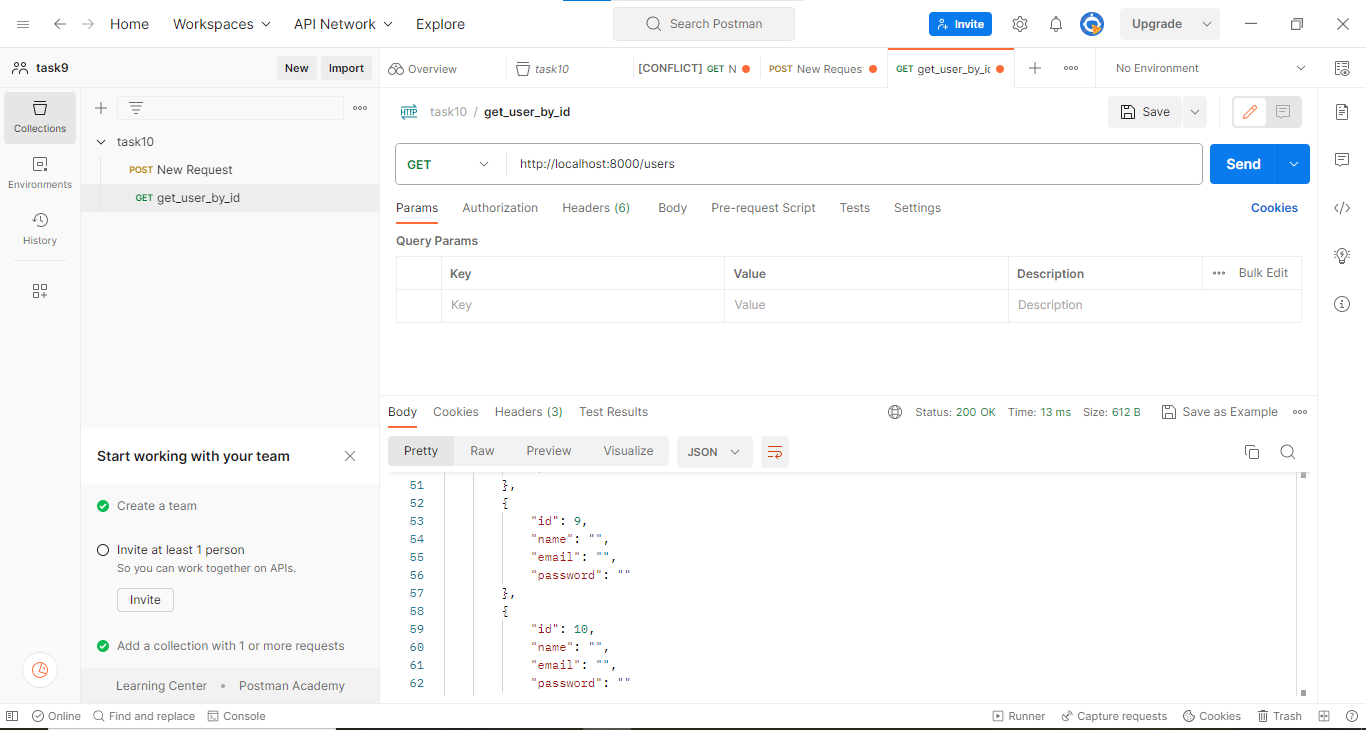 Home
Workspaces
API Network
Explore
Search Postman
Invite
Upgrade
task9
New
Import
Overview
task10
[CONFLICT] GET N
POST New Reques
GET get_user_by_ic
No Environment
Collections
Environments
History
task10
POST New Request
GET get_user_by_id
HTTP
task10 / get_user_by_id
Save
GET
http://localhost:8000/users
Send
Params
Authorization
Headers (6)
Body
Pre-request Script
Tests
Settings
Cookies
Query Params
Key Value Description
Bulk Edit
Key Value Description
Body
Cookies
Headers (3)
Test Results
Status: 200 OK
Time: 13 ms
Size: 612 B
Save as Example
Pretty
Raw
Preview
Visualize
JSON
51 },
52 {
53 "id": 9,
54 "name": "",
55 "email": "",
56 "password": ""
57 },
58 {
59 "id": 10,
60 "name": "",
61 "email": "",
62 "password": ""
Start working with your team
Create a team
Invite at least 1 person
So you can work together on APIs.
Invite
Add a collection with 1 or more requests
Learning Center • Postman Academy
Online
Find and replace
Console
Runner
Capture requests
Cookies
Trash